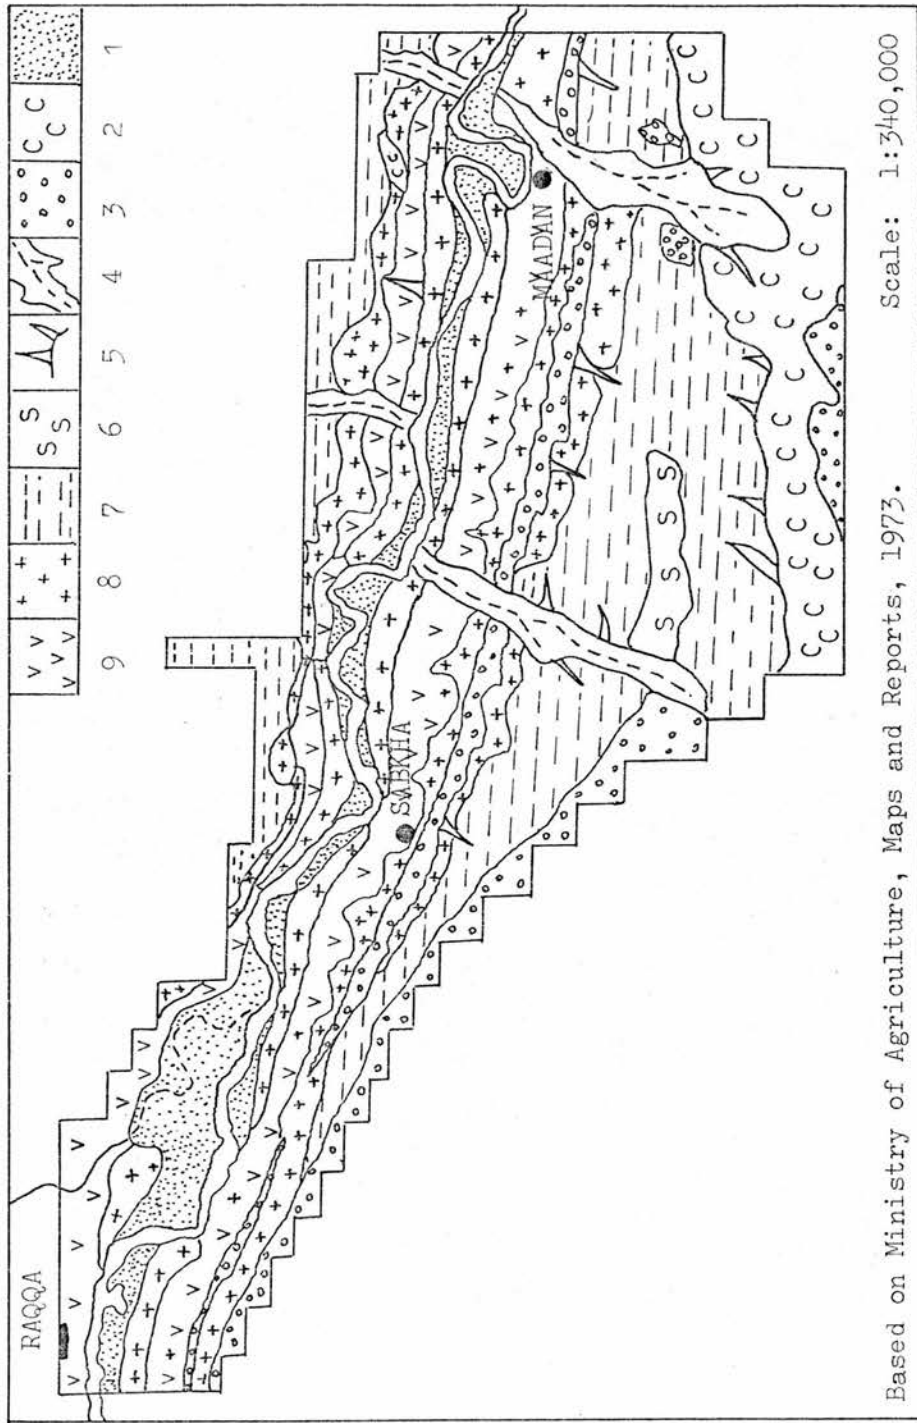 RAQQA
9 8 7 6 5 4 3 2 1
SABKHA
MAADAN
Based on Ministry of Agriculture, Maps and Reports, 1973. Scale: 1:340,000